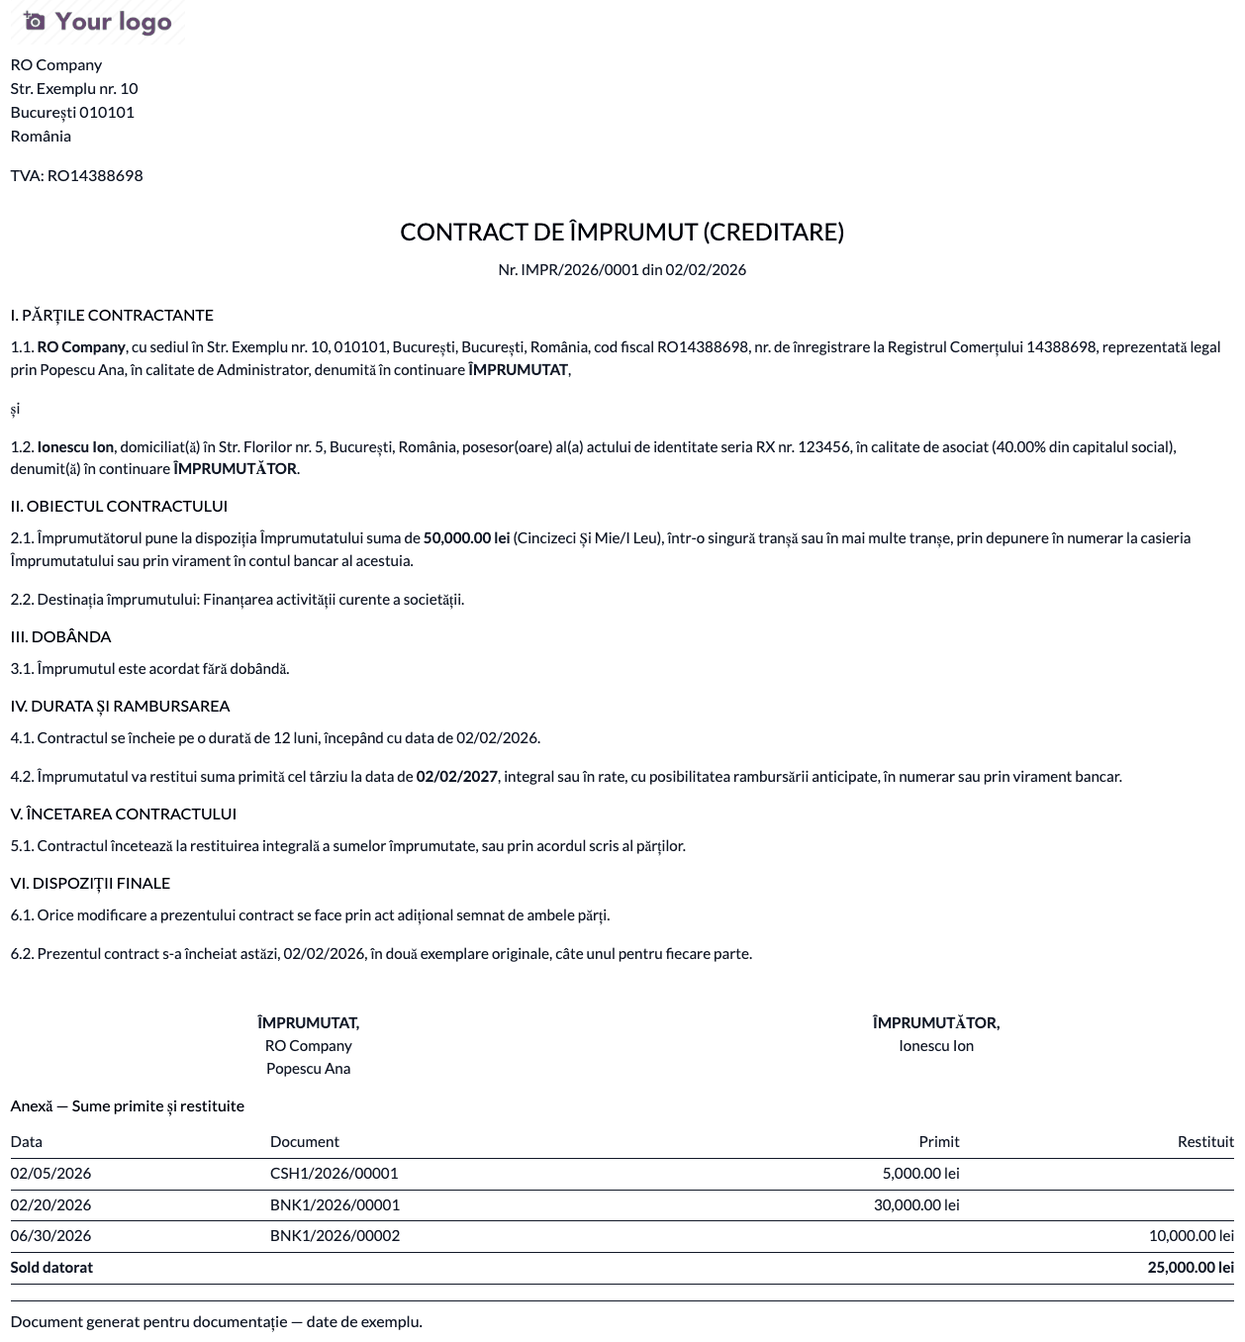 Your logo
RO Company
Str. Exemplu nr. 10
București 010101
România
TVA: RO14388698
CONTRACT DE ÎMPRUMUT (CREDITARE)
Nr. IMPR/2026/0001 din 02/02/2026
I. PĂRȚILE CONTRACTANTE
1.1. RO Company, cu sediul în Str. Exemplu nr. 10, 010101, București, București, România, cod fiscal RO14388698, nr. de înregistrare la Registrul Comerțului 14388698, reprezentată legal
prin Popescu Ana, în calitate de Administrator, denumită în continuare ÎMPRUMUTAT,
și
1.2. Ionescu Ion, domiciliat(ă) în Str. Florilor nr. 5, București, România, posesor(oare) al(a) actului de identitate seria RX nr. 123456, în calitate de asociat (40.00% din capitalul social),
denumit(ă) în continuare ÎMPRUMUTĂTOR.
II. OBIECTUL CONTRACTULUI
2.1. Împrumutătorul pune la dispoziția Împrumutatului suma de 50,000.00 lei (Cincizeci Și Mie/I Leu), într-o singură tranșă sau în mai multe tranșe, prin depunere în numerar la casieria
Împrumutatului sau prin virament în contul bancar al acestuia.
2.2. Destinația împrumutului: Finanțarea activității curente a societății.
III. DOBÂNDA
3.1. Împrumutul este acordat fără dobândă.
IV. DURATA ȘI RAMBURSAREA
4.1. Contractul se încheie pe o durată de 12 luni, începând cu data de 02/02/2026.
4.2. Împrumutatul va restitui suma primită cel târziu la data de 02/02/2027, integral sau în rate, cu posibilitatea rambursării anticipate, în numerar sau prin virament bancar.
V. ÎNCETAREA CONTRACTULUI
5.1. Contractul încetează la restituirea integrală a sumelor împrumutate, sau prin acordul scris al părților.
VI. DISPOZIȚII FINALE
6.1. Orice modificare a prezentului contract se face prin act adițional semnat de ambele părți.
6.2. Prezentul contract s-a încheiat astăzi, 02/02/2026, în două exemplare originale, câte unul pentru fiecare parte.
ÎMPRUMUTAT, ÎMPRUMUTĂTOR,
RO Company Ionescu Ion
Popescu Ana
Anexă — Sume primite și restituite
Data Document Primit Restituit
02/05/2026 CSH1/2026/00001 5,000.00 lei
02/20/2026 BNK1/2026/00001 30,000.00 lei
06/30/2026 BNK1/2026/00002 10,000.00 lei
Sold datorat 25,000.00 lei
Document generat pentru documentație — date de exemplu.